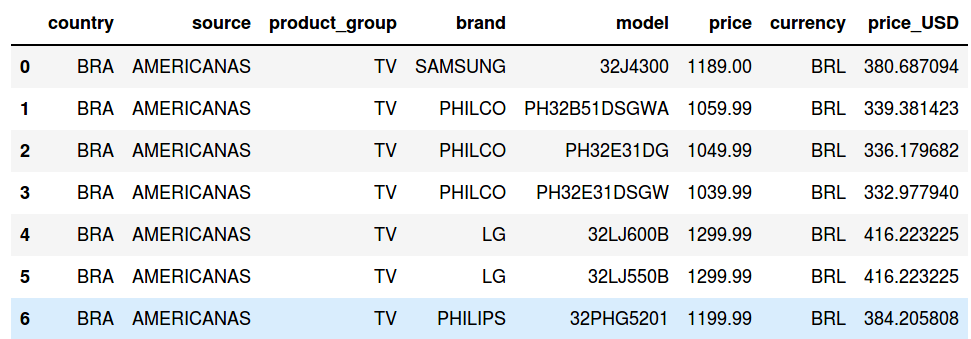 country source product_group brand model price currency price_USD
0 BRA AMERICANAS TV SAMSUNG 32J4300 1189.00 BRL 380.687094
1 BRA AMERICANAS TV PHILCO PH32B51DSGWA 1059.99 BRL 339.381423
2 BRA AMERICANAS TV PHILCO PH32E31DG 1049.99 BRL 336.179682
3 BRA AMERICANAS TV PHILCO PH32E31DSGW 1039.99 BRL 332.977940
4 BRA AMERICANAS TV LG 32LJ600B 1299.99 BRL 416.223225
5 BRA AMERICANAS TV LG 32LJ550B 1299.99 BRL 416.223225
6 BRA AMERICANAS TV PHILIPS 32PHG5201 1199.99 BRL 384.205808